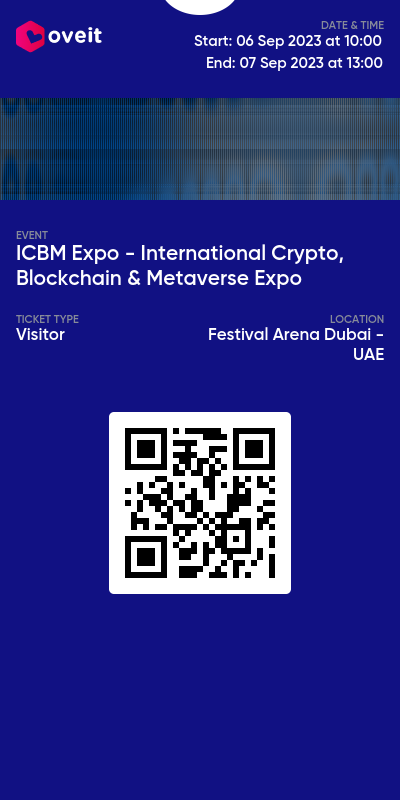 oveit
DATE & TIME
Start: 06 Sep 2023 at 10:00
End: 07 Sep 2023 at 13:00
EVENT
ICBM Expo - International Crypto,
Blockchain & Metaverse Expo
TICKET TYPE
Visitor
LOCATION
Festival Arena Dubai -
UAE